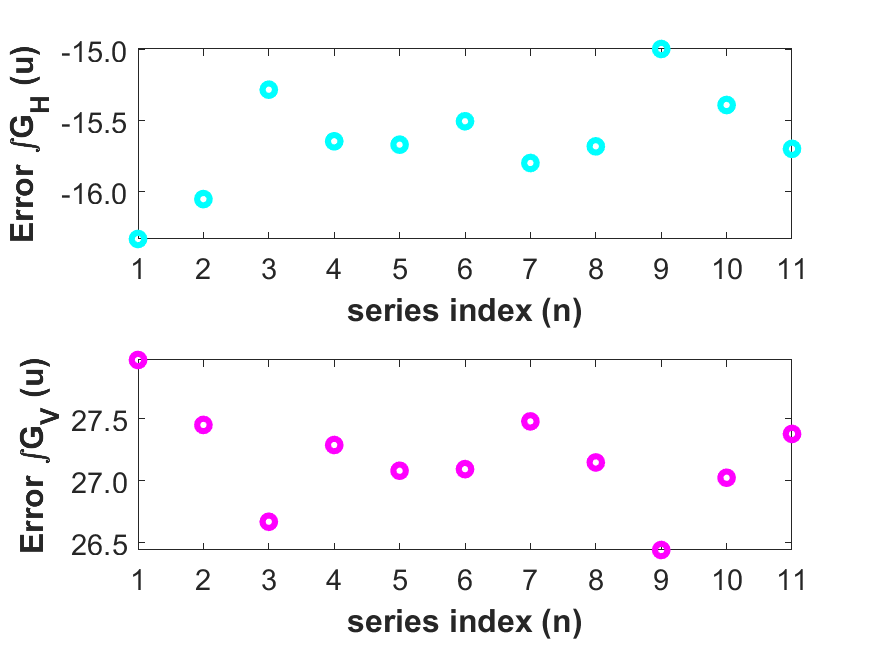 Error ∫G_H (u)
-15.0
-15.5
-16.0
1 2 3 4 5 6 7 8 9 10 11
series index (n)
Error ∫G_V (u)
27.5
27.0
26.5
1 2 3 4 5 6 7 8 9 10 11
series index (n)